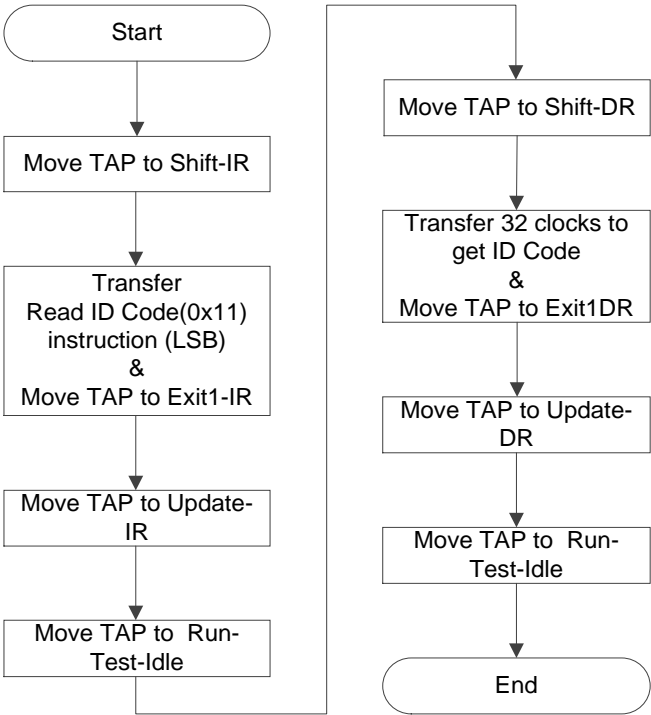 Start
Move TAP to Shift-IR
Transfer
Read ID Code(0x11)
instruction (LSB)
&
Move TAP to Exit1-IR
Move TAP to Update-
IR
Move TAP to Run-
Test-Idle
Move TAP to Shift-DR
Transfer 32 clocks to
get ID Code
&
Move TAP to Exit1DR
Move TAP to Update-
DR
Move TAP to Run-
Test-Idle
End